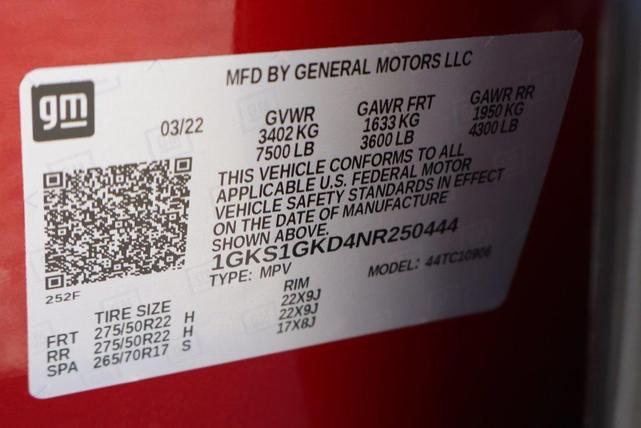 MFD BY GENERAL MOTORS LLC
gm
03/22
GVWR GAWR FRT GAWR RR
3402 KG 1633 KG 1950 KG
7500 LB 3600 LB 4300 LB
THIS VEHICLE CONFORMS TO ALL
APPLICABLE U.S. FEDERAL MOTOR
VEHICLE SAFETY STANDARDS IN EFFECT
ON THE DATE OF MANUFACTURE
SHOWN ABOVE.
1GKS1GKD4NR250444
TYPE: MPV MODEL: 44TC10906
252F
TIRE SIZE RIM
FRT 275/50R22 H 22X9J
RR 275/50R22 H 22X9J
SPA 265/70R17 S 17X8J